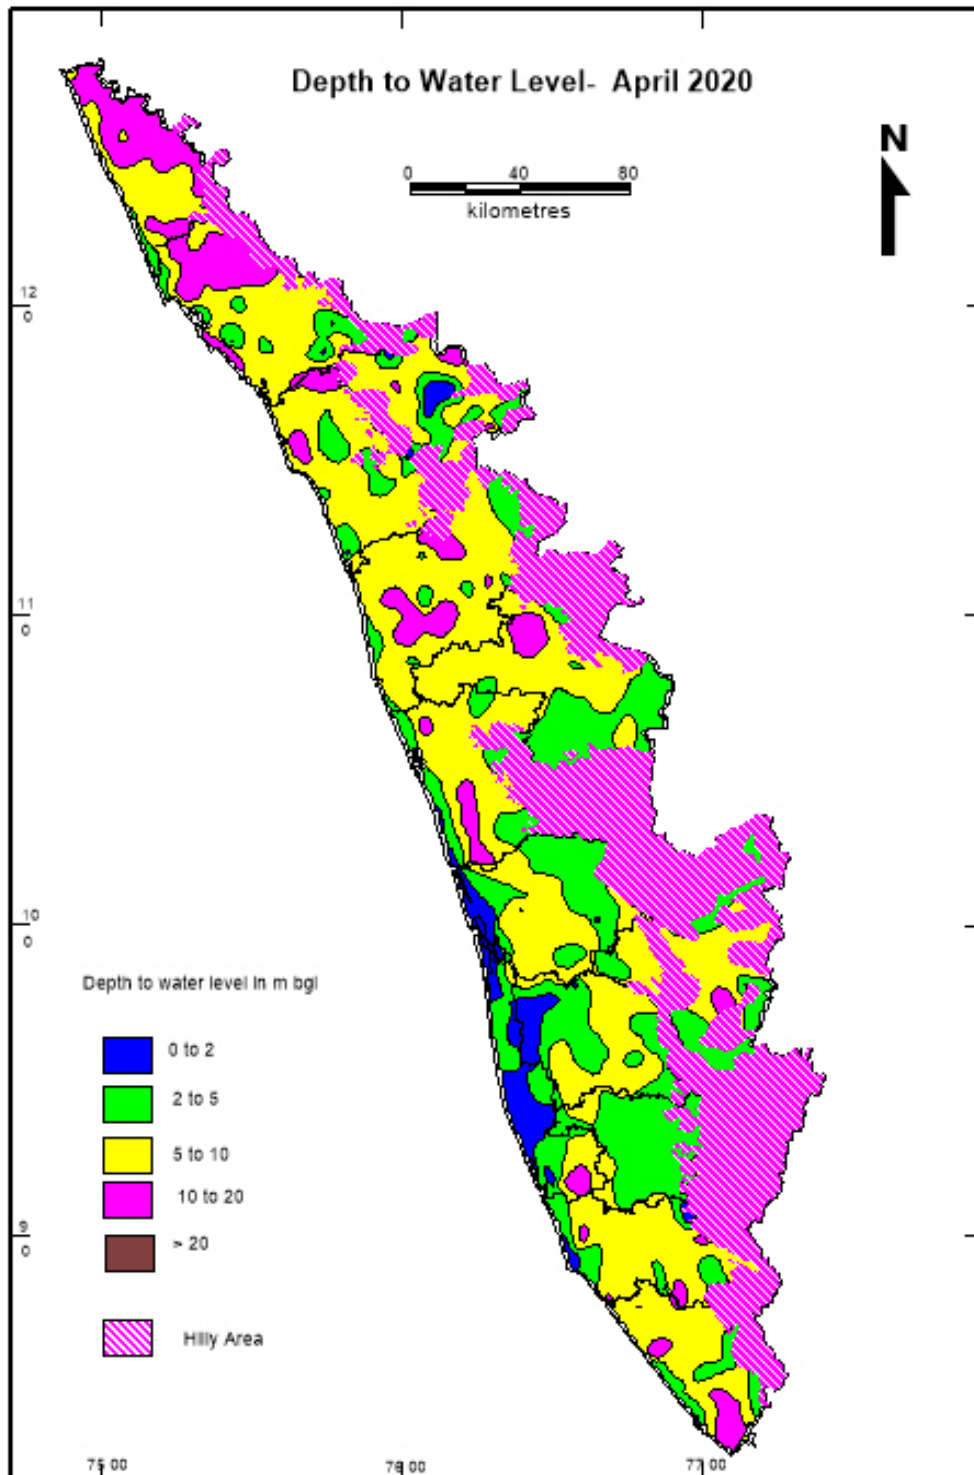 Depth to Water Level- April 2020
N
0 40 80
kilometres
12
0
11
0
10
0
9
0
Depth to water level in m bgl
0 to 2
2 to 5
5 to 10
10 to 20
> 20
Hilly Area
75 00 76 00 77 00